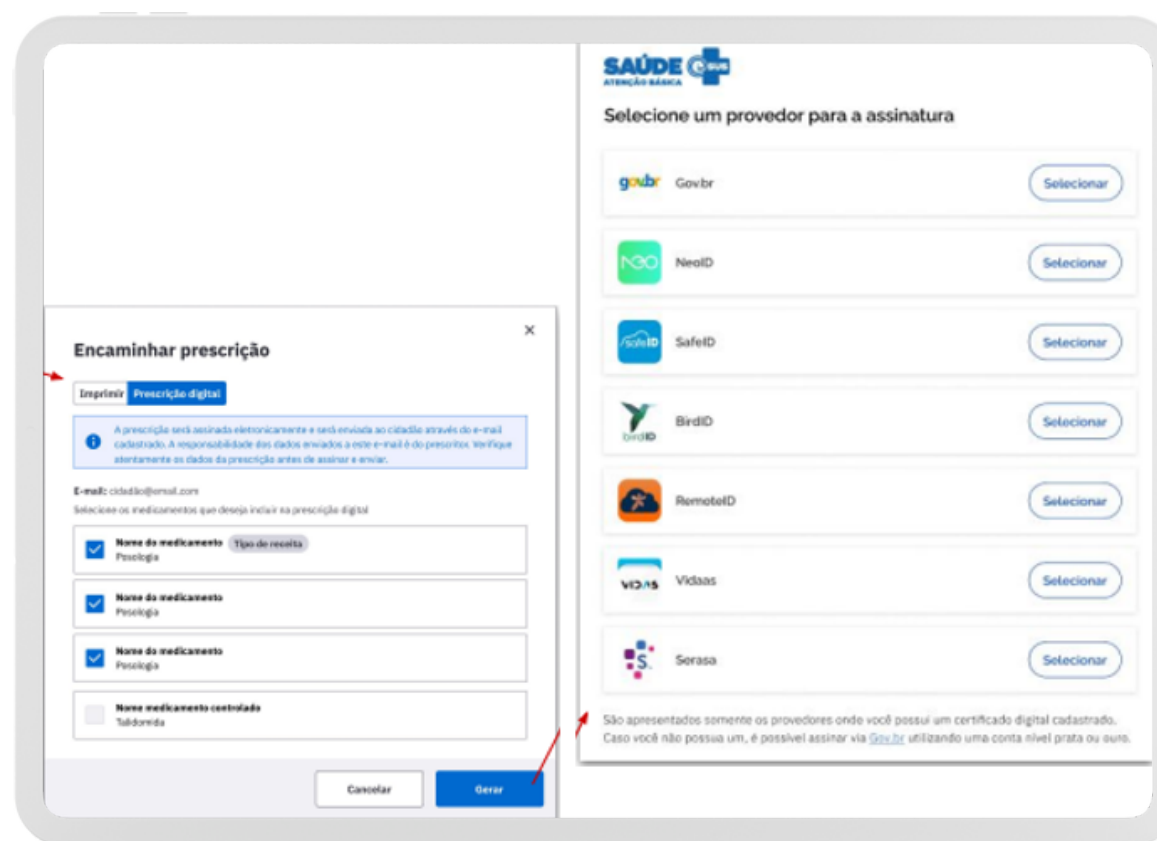 Encaminhar prescrição
Imprimir Prescrição digital
A prescrição será assinada eletronicamente e será enviada ao cidadão através do e-mail
cadastrado. A responsabilidade dos dados enviados a este e-mail é do prescritor. Verifique
atentamente os dados da prescrição antes de assinar e enviar.
E-mail: cidadão@email.com
Selecione os medicamentos que deseja incluir na prescrição digital
Nome do medicamento Tipo de receita
Posologia
Nome do medicamento
Posologia
Nome do medicamento
Posologia
Nome medicamento controlado
Talidomida
Cancelar Gerar
SAÚDE e SUS
ATENÇÃO BÁSICA
Selecione um provedor para a assinatura
gov.br Gov.br Selecionar
NeoID Selecionar
safeID SafeID Selecionar
birdID BirdID Selecionar
RemoteID Selecionar
VIDAS Vidaas Selecionar
S. Serasa Selecionar
São apresentados somente os provedores onde você possui um certificado digital cadastrado.
Caso você não possua um, é possível assinar via Gov.br utilizando uma conta nível prata ou ouro.